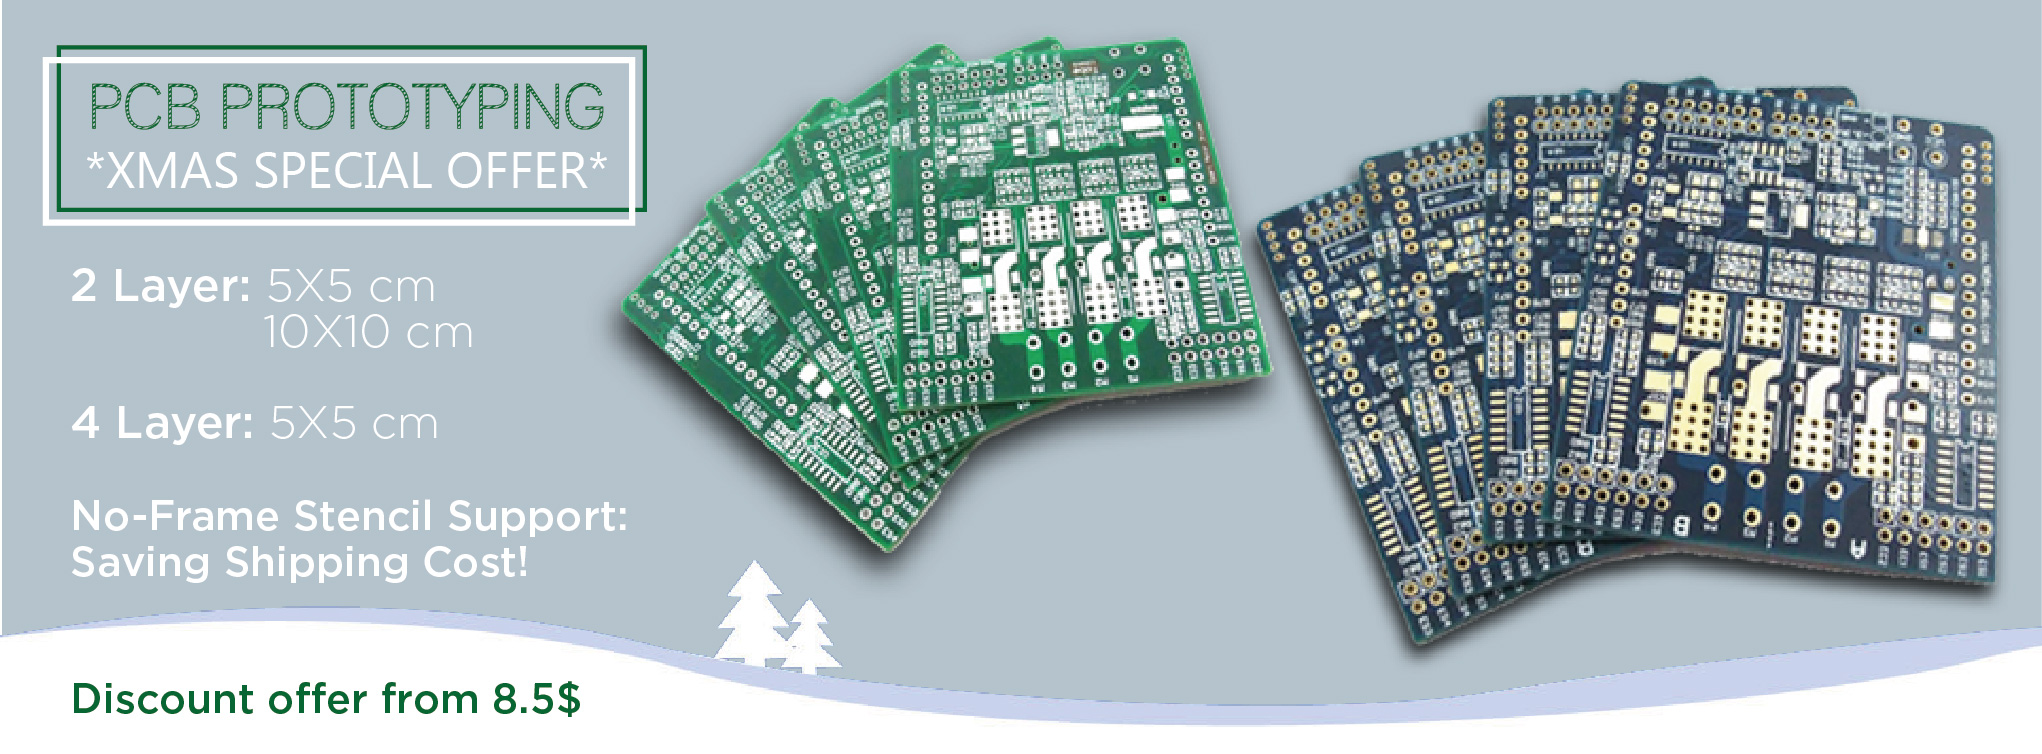 PCB PROTOTYPING
*XMAS SPECIAL OFFER*
2 Layer: 5X5 cm
10X10 cm
4 Layer: 5X5 cm
No-Frame Stencil Support:
Saving Shipping Cost!
Discount offer from 8.5$
B
A